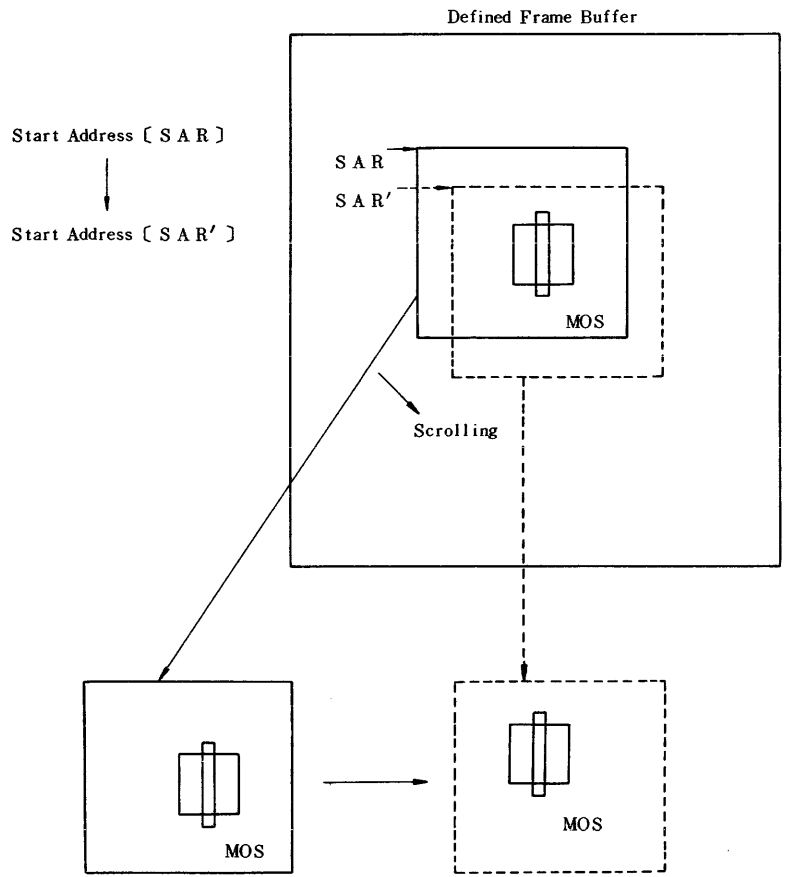 Defined Frame Buffer
Start Address〔SAR〕
SAR
SAR′
Start Address〔SAR′〕
MOS
Scrolling
MOS
MOS